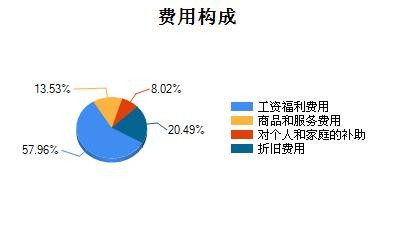 费用构成
13.53%
8.02%
20.49%
57.96%
工资福利费用
商品和服务费用
对个人和家庭的补助
折旧费用